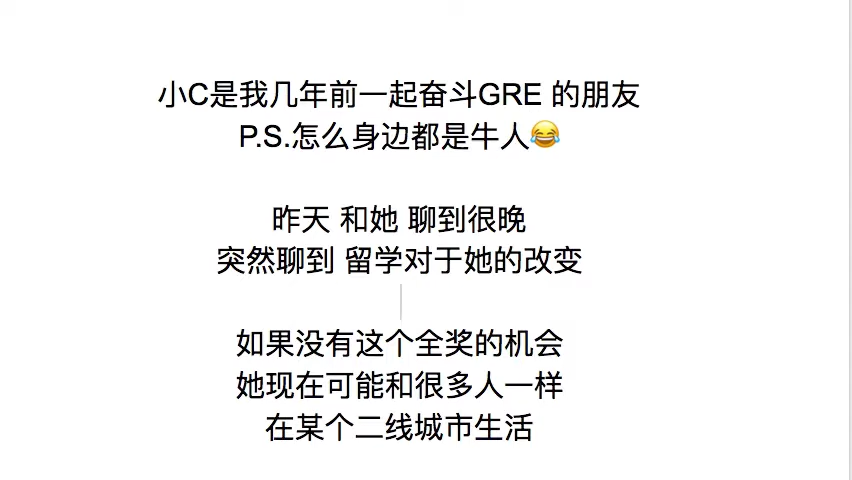 小C是我几年前一起奋斗GRE 的朋友
P.S.怎么身边都是牛人😂
昨天 和她 聊到很晚
突然聊到 留学对于她的改变
如果没有这个全奖的机会
她现在可能和很多人一样
在某个二线城市生活